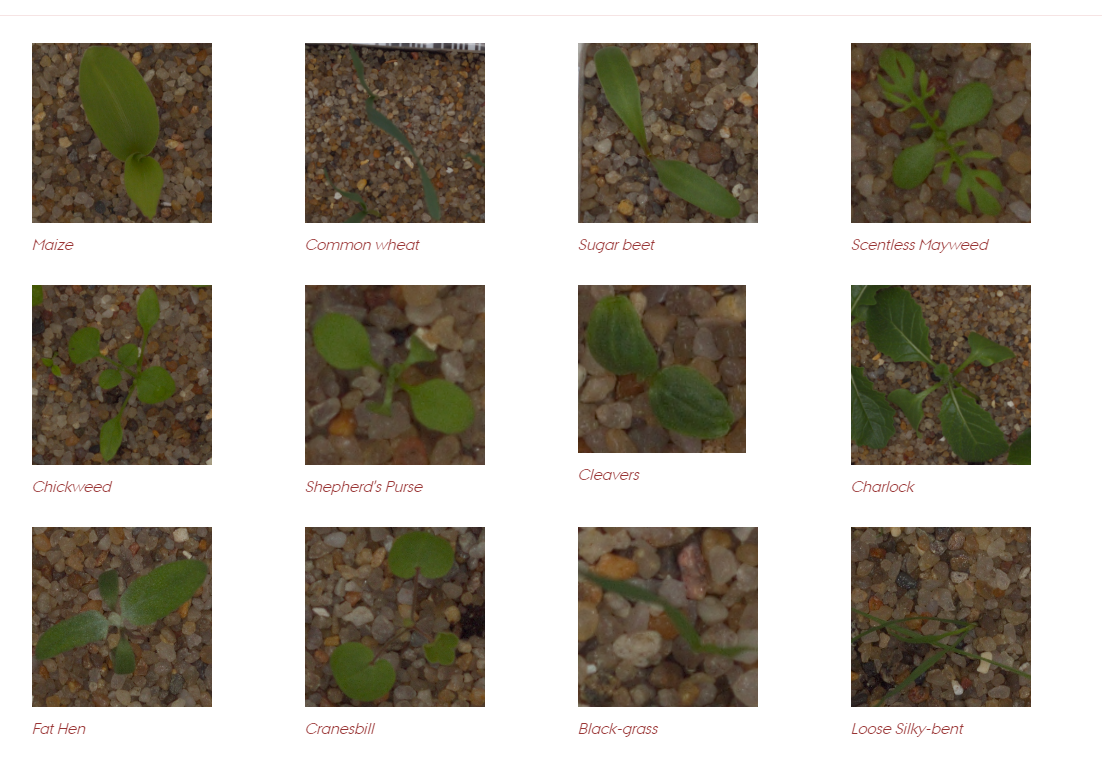 Maize
Common wheat
Sugar beet
Scentless Mayweed
Chickweed
Shepherd's Purse
Cleavers
Charlock
Fat Hen
Cranesbill
Black-grass
Loose Silky-bent